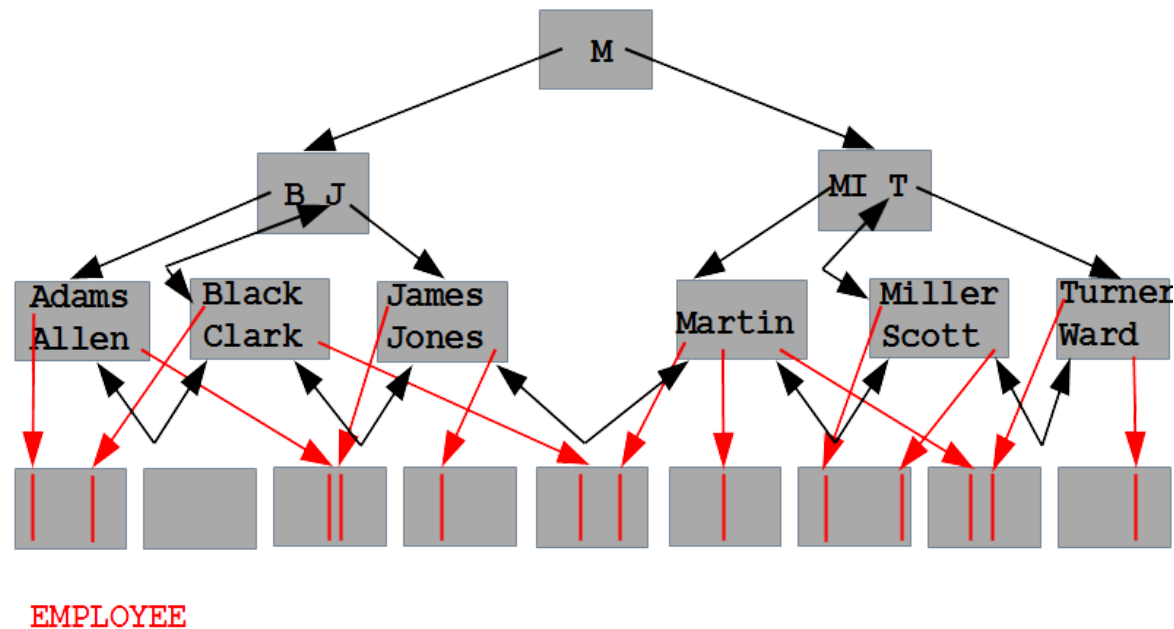 M
B J
MI T
Adams
Allen
Black
Clark
James
Jones
Martin
Miller
Scott
Turner
Ward
EMPLOYEE